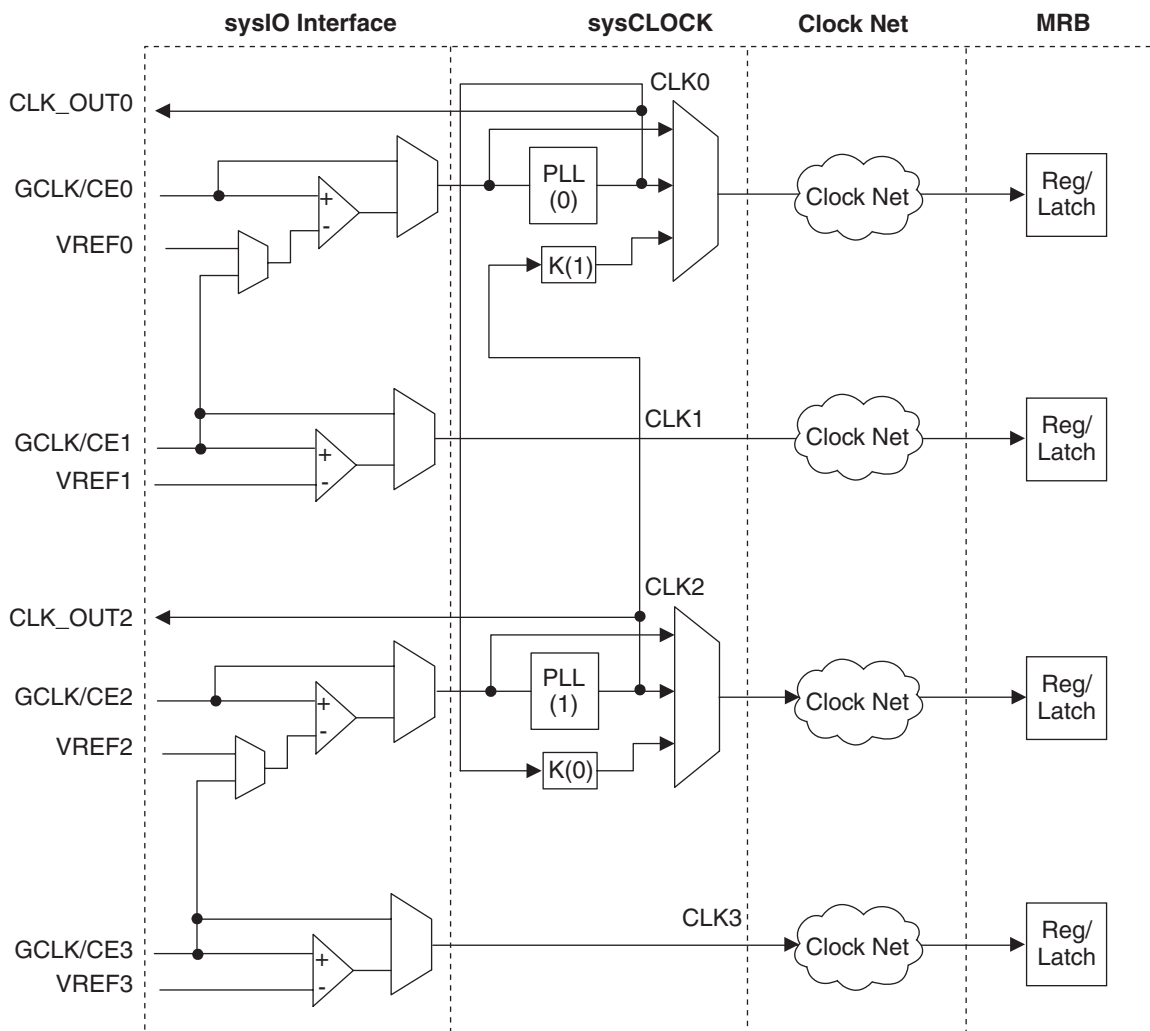 sysIO Interface
sysCLOCK
Clock Net
MRB
CLK_OUT0
CLK0
GCLK/CE0
+
-
PLL
(0)
Clock Net
Reg/
Latch
VREF0
K(1)
GCLK/CE1
+
-
CLK1
Clock Net
Reg/
Latch
VREF1
CLK_OUT2
CLK2
GCLK/CE2
+
-
PLL
(1)
Clock Net
Reg/
Latch
VREF2
K(0)
GCLK/CE3
+
-
CLK3
Clock Net
Reg/
Latch
VREF3